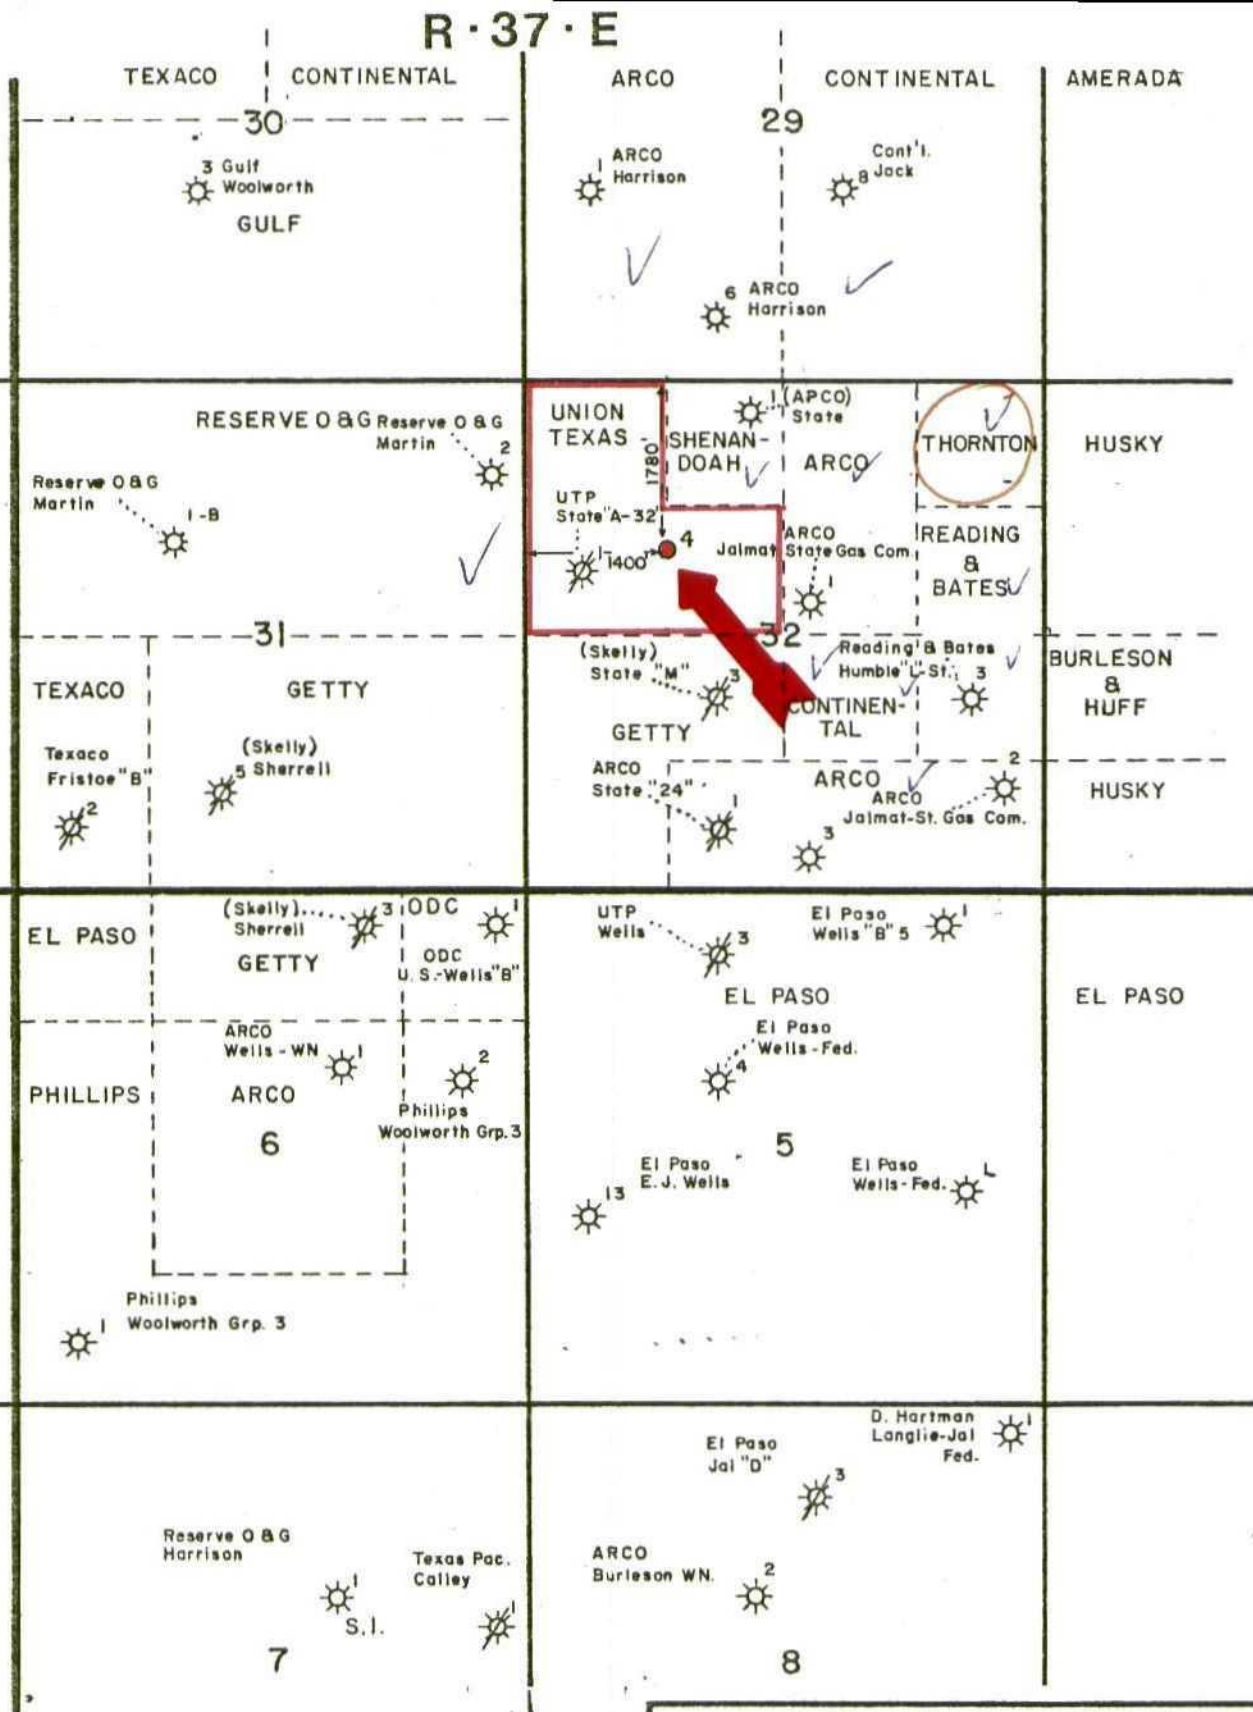 R·37·E
TEXACO
CONTINENTAL
ARCO
CONTINENTAL
AMERADA
30
29
3 Gulf
Woolworth
GULF
1 ARCO
Harrison
Cont'l.
8 Jack
6 ARCO
Harrison
RESERVE O & G
Reserve O & G
Martin
2
Reserve O & G
Martin
1-B
UNION
TEXAS
1780'
SHENAN-
DOAH
1 (APCO)
State
ARCO
THORNTON
HUSKY
UTP
State "A-32"
1
1400'
4
ARCO
Jalmat State Gas Com.
1
READING
&
BATES
31
32
TEXACO
GETTY
(Skelly)
State "M"
3
GETTY
Reading & Bates
Humble "L" St.
3
CONTINEN-
TAL
BURLESON
&
HUFF
Texaco
Fristoe "B"
2
(Skelly)
5 Sherrell
ARCO
State "24"
1
ARCO
2
ARCO
Jalmat-St. Gas Com.
3
HUSKY
EL PASO
(Skelly)
Sherrell
3
GETTY
ODC
1
ODC
U.S.-Wells "B"
UTP
Wells
3
El Paso
Wells "B" 5
1
EL PASO
EL PASO
ARCO
Wells - WN
1
El Paso
Wells - Fed.
4
PHILLIPS
ARCO
2
Phillips
Woolworth Grp. 3
6
5
El Paso
E.J. Wells
13
El Paso
Wells - Fed.
Phillips
1 Woolworth Grp. 3
D. Hartman
Langlie-Jal
Fed.
1
El Paso
Jal "D"
3
Reserve O & G
Harrison
1
S.I.
Texas Pac.
Calley
1
ARCO
Burleson WN.
2
7
8